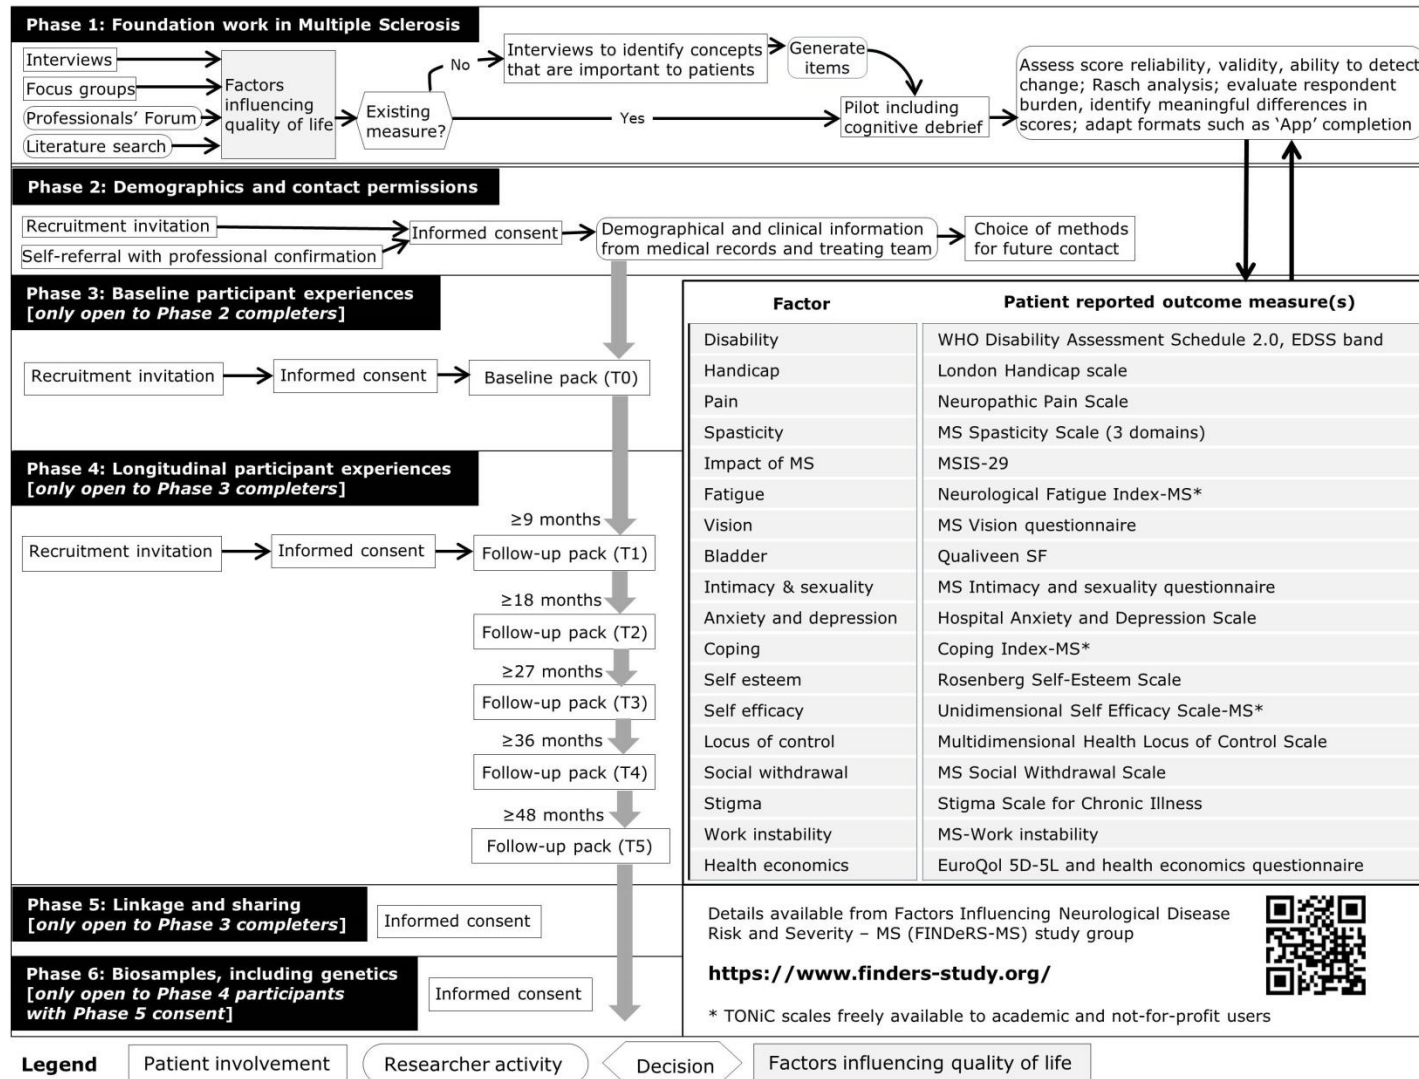 Phase 1: Foundation work in Multiple Sclerosis
Interviews
Focus groups
Professionals' Forum
Literature search
Factors
influencing
quality of life
Existing
measure?
No
Yes
Interviews to identify concepts
that are important to patients
Generate
items
Pilot including
cognitive debrief
Assess score reliability, validity, ability to detect
change; Rasch analysis; evaluate respondent
burden, identify meaningful differences in
scores; adapt formats such as ‘App’ completion
Phase 2: Demographics and contact permissions
Recruitment invitation
Self-referral with professional confirmation
Informed consent
Demographical and clinical information
from medical records and treating team
Choice of methods
for future contact
Phase 3: Baseline participant experiences
[only open to Phase 2 completers]
Recruitment invitation
Informed consent
Baseline pack (T0)
Phase 4: Longitudinal participant experiences
[only open to Phase 3 completers]
Recruitment invitation
Informed consent
≥9 months
Follow-up pack (T1)
≥18 months
Follow-up pack (T2)
≥27 months
Follow-up pack (T3)
≥36 months
Follow-up pack (T4)
≥48 months
Follow-up pack (T5)
Phase 5: Linkage and sharing
[only open to Phase 3 completers]
Informed consent
Phase 6: Biosamples, including genetics
[only open to Phase 4 participants
with Phase 5 consent]
Informed consent
Factor Patient reported outcome measure(s)
Disability WHO Disability Assessment Schedule 2.0, EDSS band
Handicap London Handicap scale
Pain Neuropathic Pain Scale
Spasticity MS Spasticity Scale (3 domains)
Impact of MS MSIS-29
Fatigue Neurological Fatigue Index-MS*
Vision MS Vision questionnaire
Bladder Qualiveen SF
Intimacy & sexuality MS Intimacy and sexuality questionnaire
Anxiety and depression Hospital Anxiety and Depression Scale
Coping Coping Index-MS*
Self esteem Rosenberg Self-Esteem Scale
Self efficacy Unidimensional Self Efficacy Scale-MS*
Locus of control Multidimensional Health Locus of Control Scale
Social withdrawal MS Social Withdrawal Scale
Stigma Stigma Scale for Chronic Illness
Work instability MS-Work instability
Health economics EuroQol 5D-5L and health economics questionnaire
Details available from Factors Influencing Neurological Disease
Risk and Severity – MS (FINDeRS-MS) study group
https://www.finders-study.org/
* TONiC scales freely available to academic and not-for-profit users
Legend
Patient involvement
Researcher activity
Decision
Factors influencing quality of life